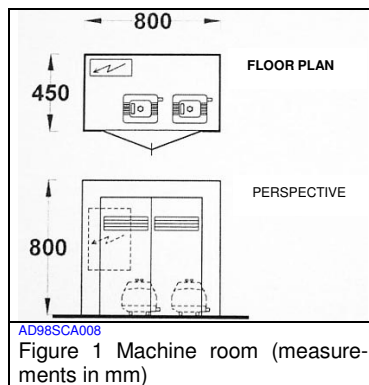 800
FLOOR PLAN
450
PERSPECTIVE
800
AD98SCA008
Figure 1 Machine room (measure-
ments in mm)